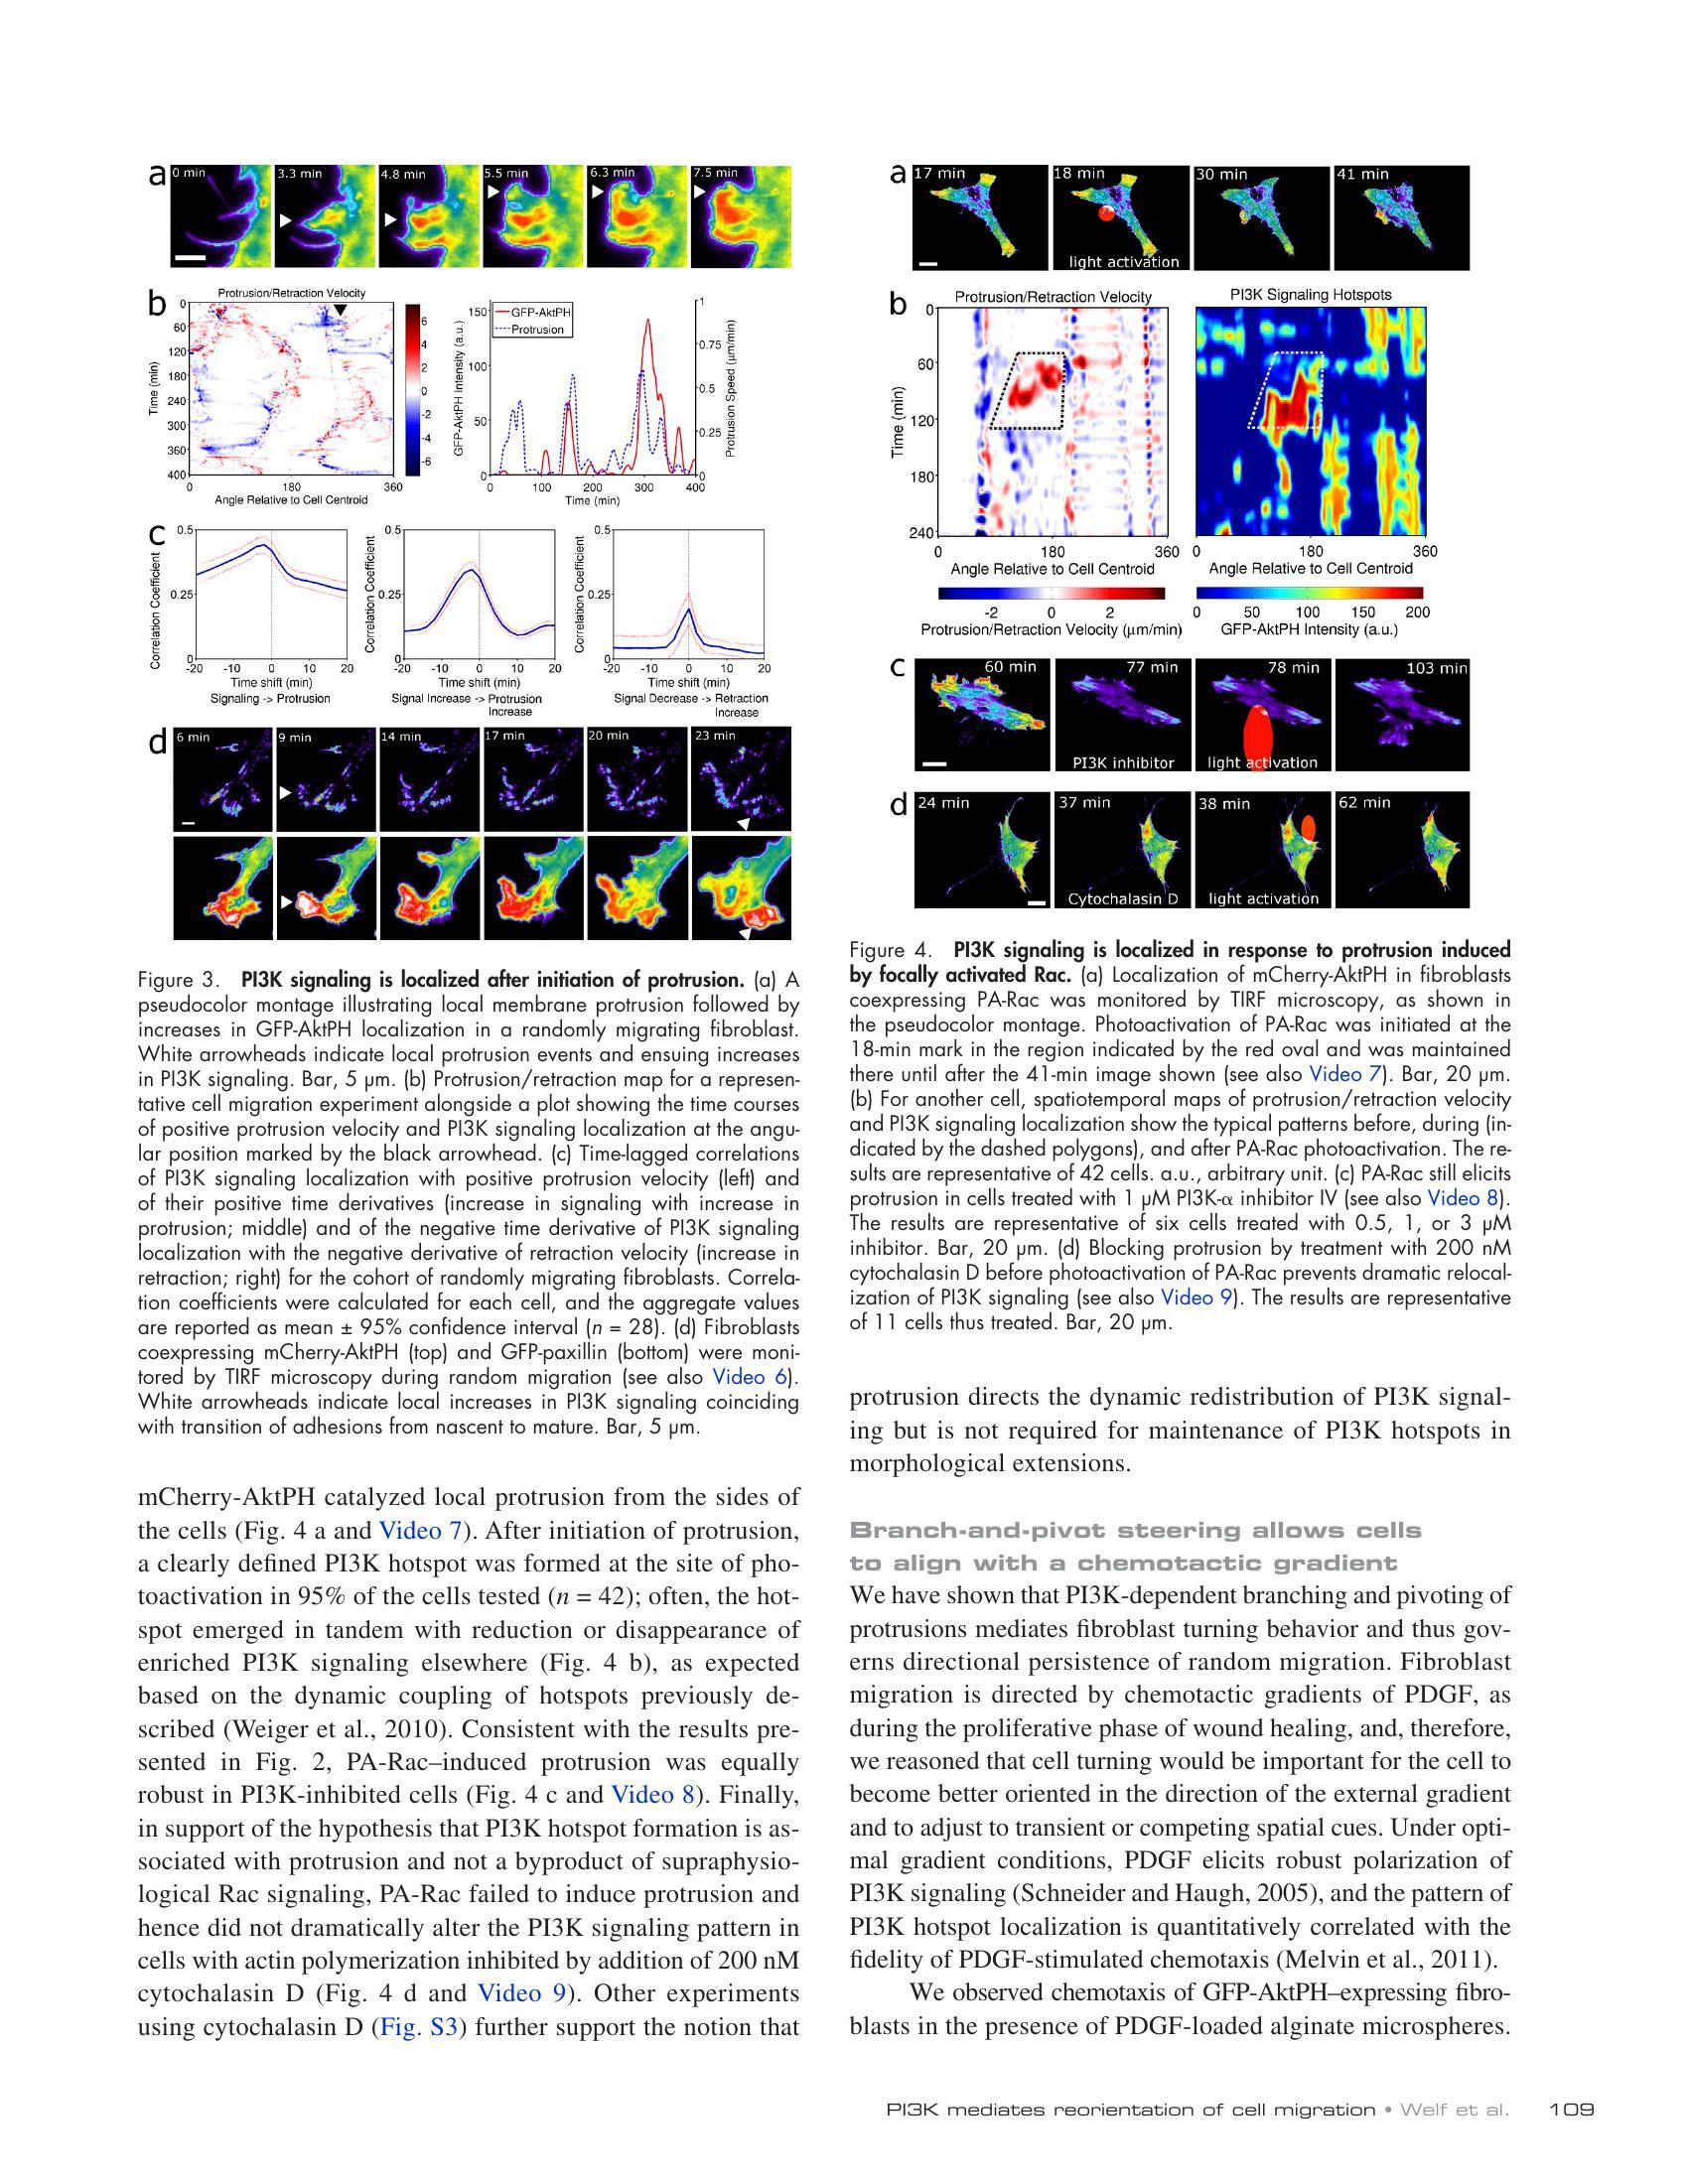 a
0 min
3.3 min
4.8 min
5.5 min
6.3 min
7.5 min
b
Protrusion/Retraction Velocity
0
60
120
180
240
300
360
400
Time (min)
0
180
360
Angle Relative to Cell Centroid
6
4
2
0
-2
-4
-6
GFP-AktPH
Protrusion
150
100
50
0
GFP-AktPH Intensity (a.u.)
1
0.75
0.5
0.25
0
Protrusion Speed (µm/min)
0
100
200
300
400
Time (min)
c
0.5
0.25
0
Correlation Coefficient
-20
-10
0
10
20
Time shift (min)
Signaling -> Protrusion
0.5
0.25
0
Correlation Coefficient
-20
-10
0
10
20
Time shift (min)
Signal Increase -> Protrusion
Increase
0.5
0.25
0
Correlation Coefficient
-20
-10
0
10
20
Time shift (min)
Signal Decrease -> Retraction
Increase
d
6 min
9 min
14 min
17 min
20 min
23 min
Figure 3. PI3K signaling is localized after initiation of protrusion. (a) A
pseudocolor montage illustrating local membrane protrusion followed by
increases in GFP-AktPH localization in a randomly migrating fibroblast.
White arrowheads indicate local protrusion events and ensuing increases
in PI3K signaling. Bar, 5 µm. (b) Protrusion/retraction map for a represen-
tative cell migration experiment alongside a plot showing the time courses
of positive protrusion velocity and PI3K signaling localization at the angu-
lar position marked by the black arrowhead. (c) Time-lagged correlations
of PI3K signaling localization with positive protrusion velocity (left) and
of their positive time derivatives (increase in signaling with increase in
protrusion; middle) and of the negative time derivative of PI3K signaling
localization with the negative derivative of retraction velocity (increase in
retraction; right) for the cohort of randomly migrating fibroblasts. Correla-
tion coefficients were calculated for each cell, and the aggregate values
are reported as mean ± 95% confidence interval (n = 28). (d) Fibroblasts
coexpressing mCherry-AktPH (top) and GFP-paxillin (bottom) were moni-
tored by TIRF microscopy during random migration (see also Video 6).
White arrowheads indicate local increases in PI3K signaling coinciding
with transition of adhesions from nascent to mature. Bar, 5 µm.
mCherry-AktPH catalyzed local protrusion from the sides of
the cells (Fig. 4 a and Video 7). After initiation of protrusion,
a clearly defined PI3K hotspot was formed at the site of pho-
toactivation in 95% of the cells tested (n = 42); often, the hot-
spot emerged in tandem with reduction or disappearance of
enriched PI3K signaling elsewhere (Fig. 4 b), as expected
based on the dynamic coupling of hotspots previously de-
scribed (Weiger et al., 2010). Consistent with the results pre-
sented in Fig. 2, PA-Rac–induced protrusion was equally
robust in PI3K-inhibited cells (Fig. 4 c and Video 8). Finally,
in support of the hypothesis that PI3K hotspot formation is as-
sociated with protrusion and not a byproduct of supraphysio-
logical Rac signaling, PA-Rac failed to induce protrusion and
hence did not dramatically alter the PI3K signaling pattern in
cells with actin polymerization inhibited by addition of 200 nM
cytochalasin D (Fig. 4 d and Video 9). Other experiments
using cytochalasin D (Fig. S3) further support the notion that
a
17 min
18 min
30 min
41 min
light activation
b
Protrusion/Retraction Velocity
0
60
120
180
240
Time (min)
0
180
360
Angle Relative to Cell Centroid
-2
0
2
Protrusion/Retraction Velocity (µm/min)
PI3K Signaling Hotspots
0
180
360
Angle Relative to Cell Centroid
0
50
100
150
200
GFP-AktPH Intensity (a.u.)
c
60 min
77 min
78 min
103 min
PI3K inhibitor
light activation
d
24 min
37 min
38 min
62 min
Cytochalasin D
light activation
Figure 4. PI3K signaling is localized in response to protrusion induced
by focally activated Rac. (a) Localization of mCherry-AktPH in fibroblasts
coexpressing PA-Rac was monitored by TIRF microscopy, as shown in
the pseudocolor montage. Photoactivation of PA-Rac was initiated at the
18-min mark in the region indicated by the red oval and was maintained
there until after the 41-min image shown (see also Video 7). Bar, 20 µm.
(b) For another cell, spatiotemporal maps of protrusion/retraction velocity
and PI3K signaling localization show the typical patterns before, during (in-
dicated by the dashed polygons), and after PA-Rac photoactivation. The re-
sults are representative of 42 cells. a.u., arbitrary unit. (c) PA-Rac still elicits
protrusion in cells treated with 1 µM PI3K-α inhibitor IV (see also Video 8).
The results are representative of six cells treated with 0.5, 1, or 3 µM
inhibitor. Bar, 20 µm. (d) Blocking protrusion by treatment with 200 nM
cytochalasin D before photoactivation of PA-Rac prevents dramatic relocal-
ization of PI3K signaling (see also Video 9). The results are representative
of 11 cells thus treated. Bar, 20 µm.
protrusion directs the dynamic redistribution of PI3K signal-
ing but is not required for maintenance of PI3K hotspots in
morphological extensions.
Branch-and-pivot steering allows cells
to align with a chemotactic gradient
We have shown that PI3K-dependent branching and pivoting of
protrusions mediates fibroblast turning behavior and thus gov-
erns directional persistence of random migration. Fibroblast
migration is directed by chemotactic gradients of PDGF, as
during the proliferative phase of wound healing, and, therefore,
we reasoned that cell turning would be important for the cell to
become better oriented in the direction of the external gradient
and to adjust to transient or competing spatial cues. Under opti-
mal gradient conditions, PDGF elicits robust polarization of
PI3K signaling (Schneider and Haugh, 2005), and the pattern of
PI3K hotspot localization is quantitatively correlated with the
fidelity of PDGF-stimulated chemotaxis (Melvin et al., 2011).
We observed chemotaxis of GFP-AktPH–expressing fibro-
blasts in the presence of PDGF-loaded alginate microspheres.
PI3K mediates reorientation of cell migration • Welf et al. 109